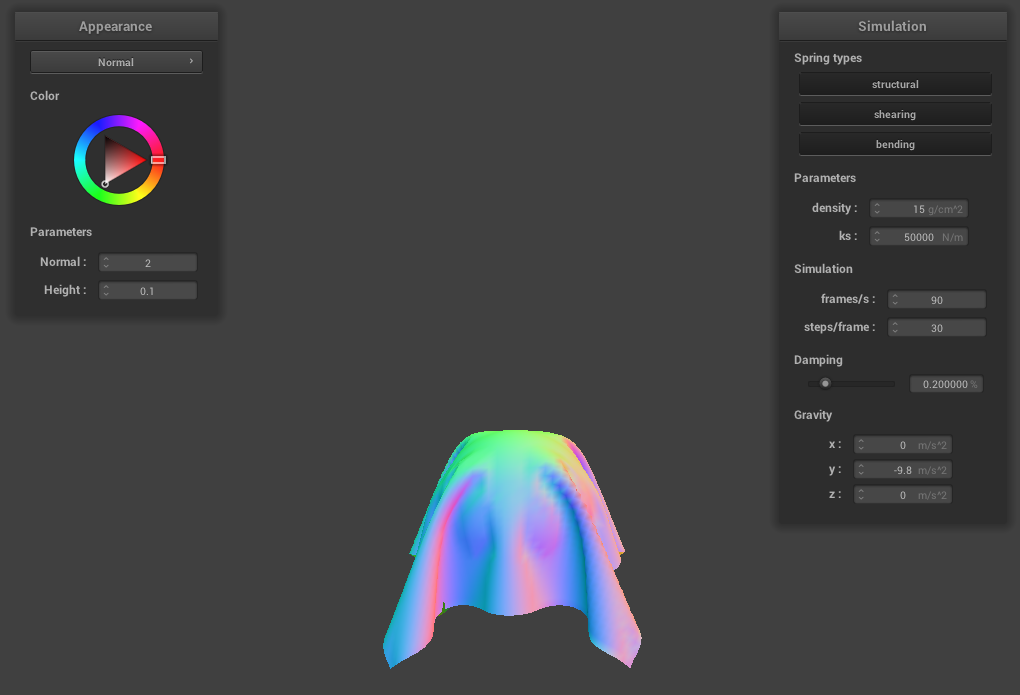 Appearance
Normal
Color
Parameters
Normal : 2
Height : 0.1
Simulation
Spring types
structural
shearing
bending
Parameters
density : 15 g/cm^2
ks : 50000 N/m
Simulation
frames/s : 90
steps/frame : 30
Damping
0.200000 %
Gravity
x : 0 m/s^2
y : -9.8 m/s^2
z : 0 m/s^2